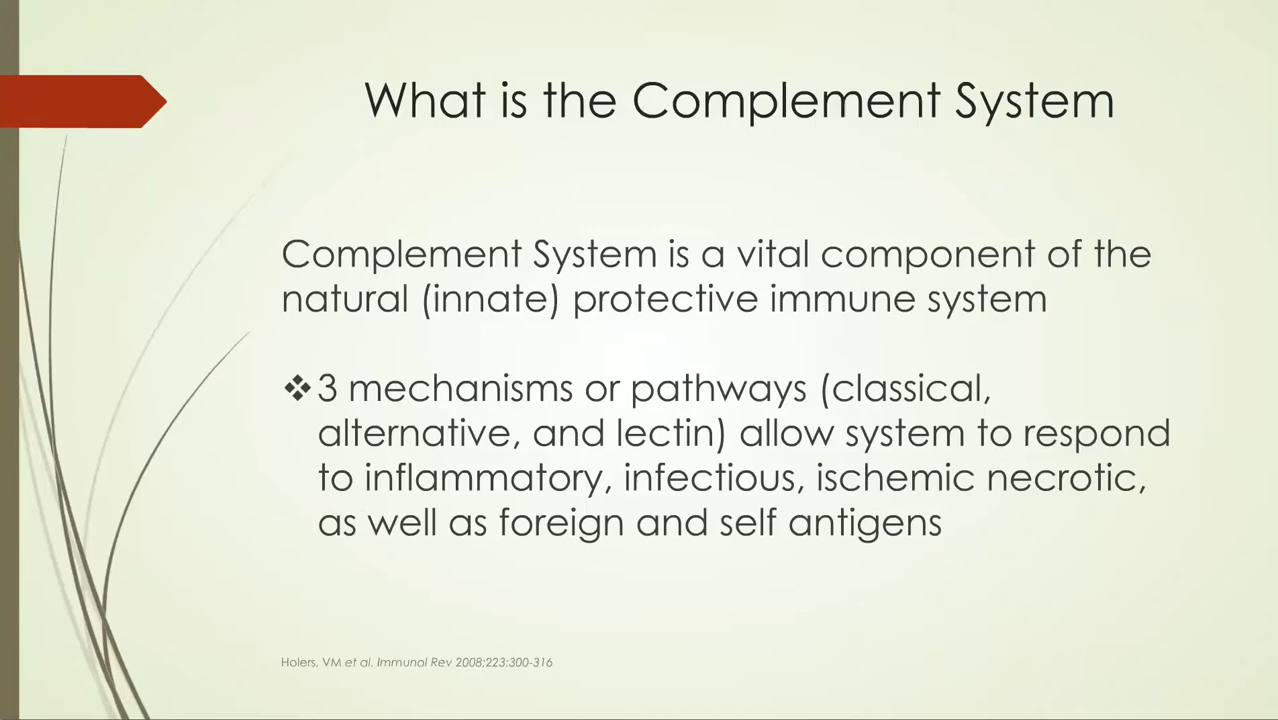 What is the Complement System
Complement System is a vital component of the
natural (innate) protective immune system
❖3 mechanisms or pathways (classical,
alternative, and lectin) allow system to respond
to inflammatory, infectious, ischemic necrotic,
as well as foreign and self antigens
Holers, VM et al. Immunol Rev 2008;223:300-316